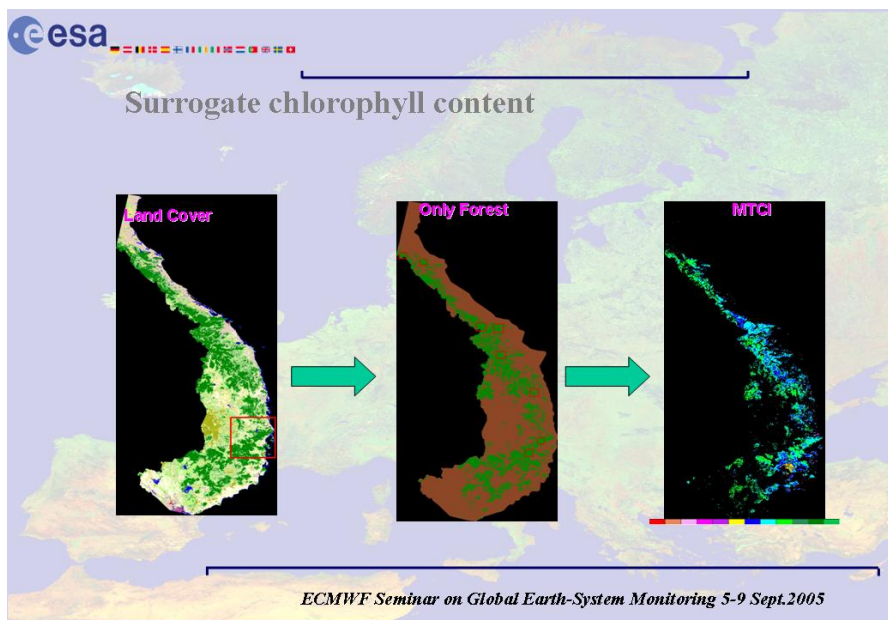 esa
Surrogate chlorophyll content
Land Cover
Only Forest
MTCI
ECMWF Seminar on Global Earth-System Monitoring 5-9 Sept.2005